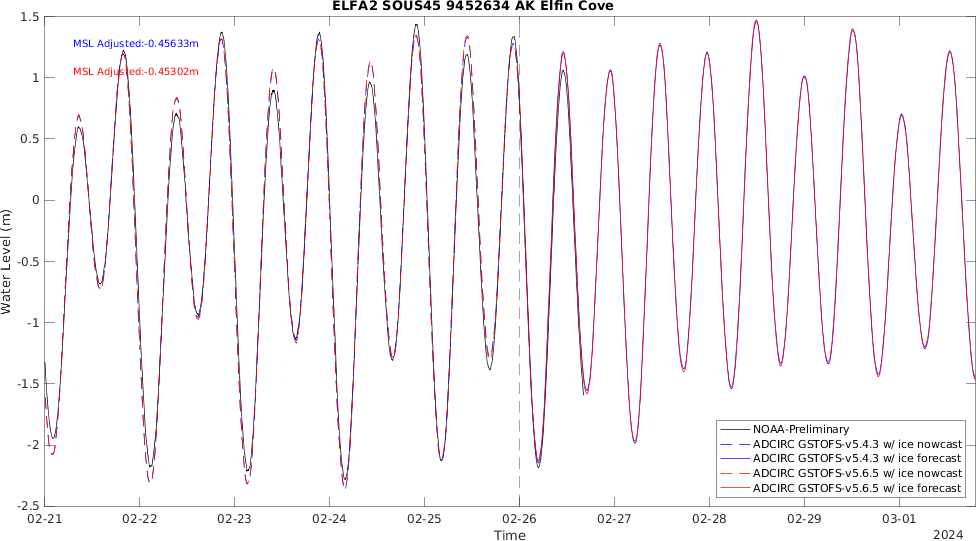 ELFA2 SOUS45 9452634 AK Elfin Cove
MSL Adjusted:-0.45633m
MSL Adjusted:-0.45302m
1.5
1
0.5
0
-0.5
-1
-1.5
-2
-2.5
Water Level (m)
NOAA-Preliminary
ADCIRC GSTOFS-v5.4.3 w/ ice nowcast
ADCIRC GSTOFS-v5.4.3 w/ ice forecast
ADCIRC GSTOFS-v5.6.5 w/ ice nowcast
ADCIRC GSTOFS-v5.6.5 w/ ice forecast
02-21 02-22 02-23 02-24 02-25 02-26 02-27 02-28 02-29 03-01
Time
2024